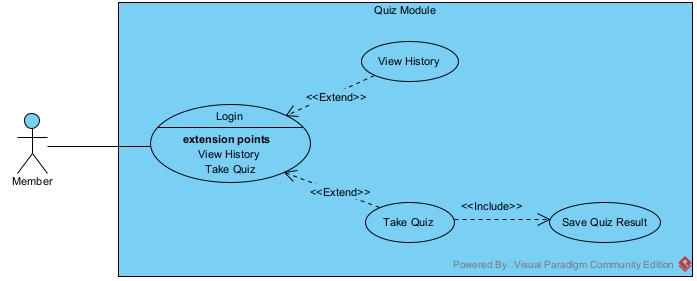 Quiz Module
View History
<<Extend>>
Login
extension points
View History
Take Quiz
Member
<<Extend>>
Take Quiz
<<Include>>
Save Quiz Result
Powered By Visual Paradigm Community Edition